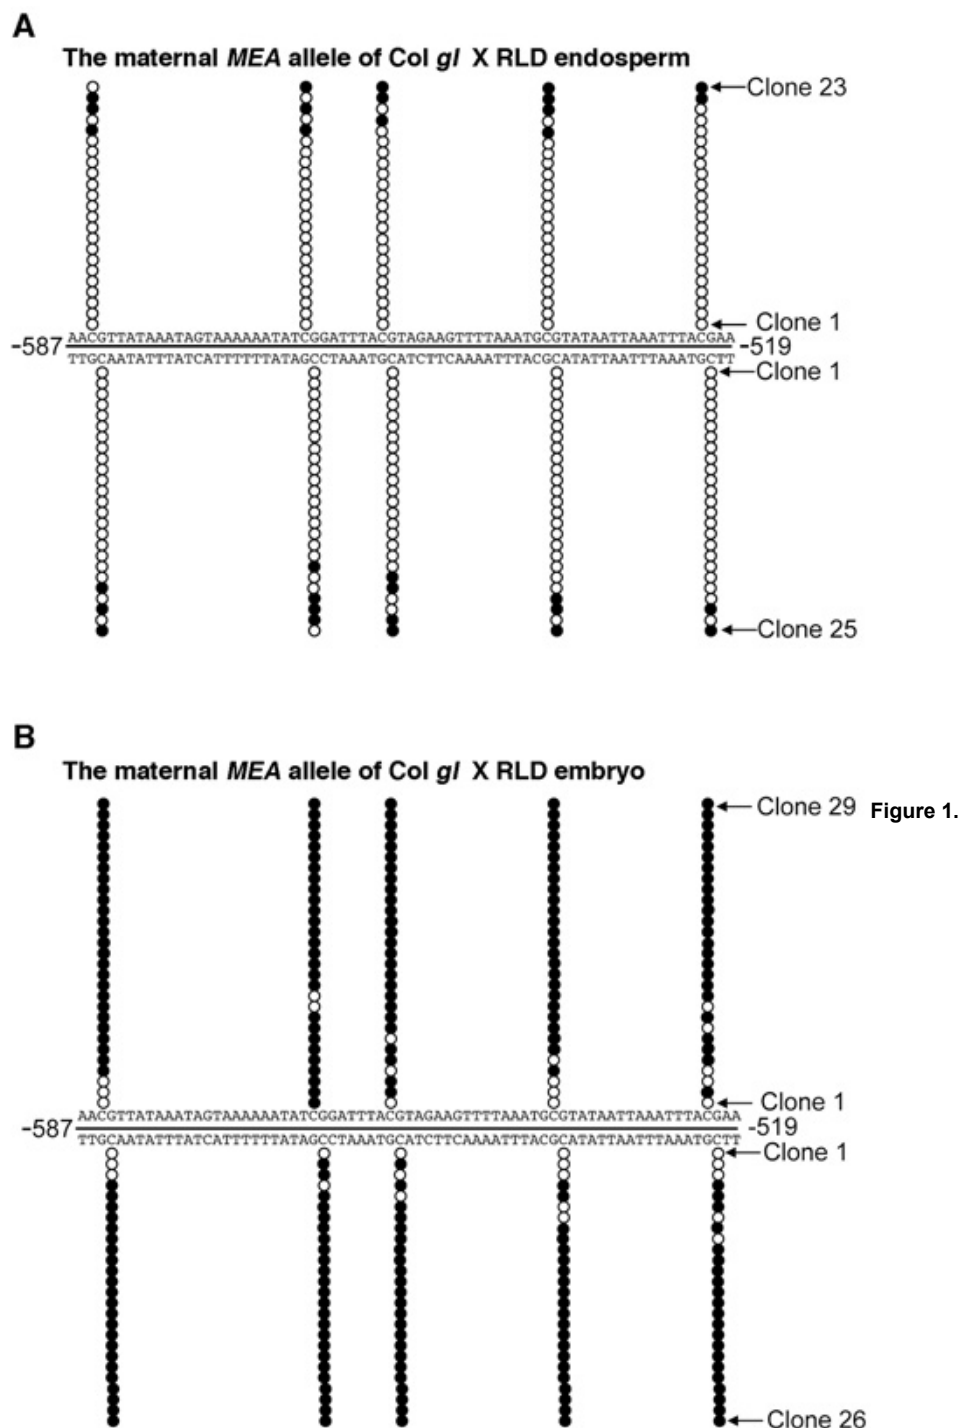 A
The maternal MEA allele of Col gl X RLD endosperm
Clone 23
Clone 1
AACGTTATAAATAGTAAAAAATATCGGATTTACGTAGAAGTTTTAAATGCGTATAATTAAATTTACGAA
-587 -519
TTGCAATATTTATCATTTTTTATAGCCTAAATGCATCTTCAAAATTTACGCATATTAATTTAAATGCTT
Clone 1
Clone 25
B
The maternal MEA allele of Col gl X RLD embryo
Clone 29 Figure 1.
Clone 1
AACGTTATAAATAGTAAAAAATATCGGATTTACGTAGAAGTTTTAAATGCGTATAATTAAATTTACGAA
-587 -519
TTGCAATATTTATCATTTTTTATAGCCTAAATGCATCTTCAAAATTTACGCATATTAATTTAAATGCTT
Clone 1
Clone 26